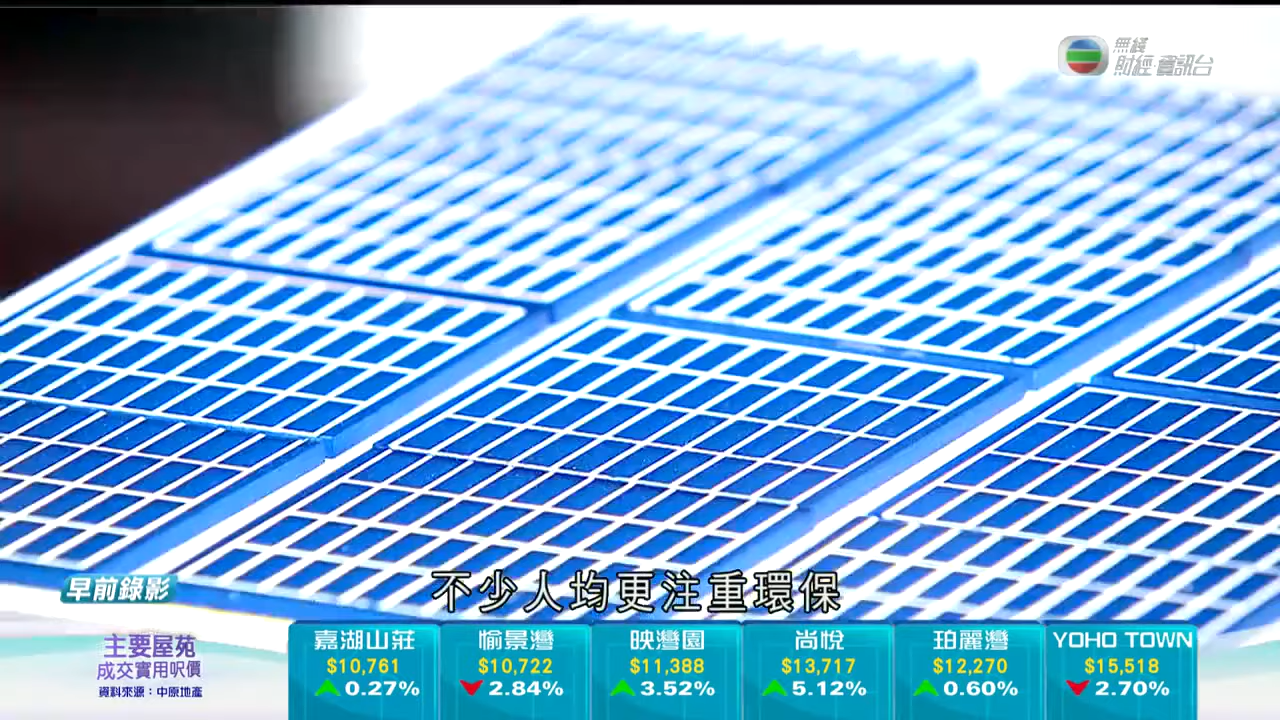 無綫
財經·資訊台
不少人均更注重環保
早前錄影
主要屋苑
成交實用呎價
資料來源：中原地產
嘉湖山莊
$10,761
0.27%
愉景灣
$10,722
2.84%
映灣園
$11,388
3.52%
尚悅
$13,717
5.12%
珀麗灣
$12,270
0.60%
YOHO TOWN
$15,518
2.70%